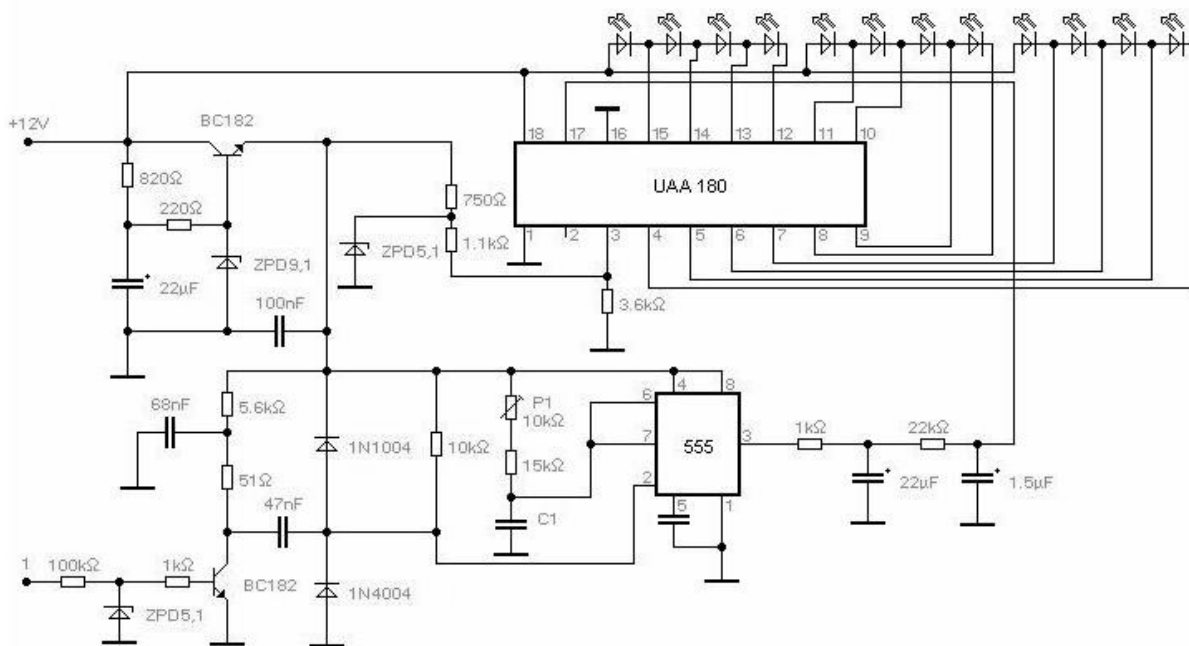 +12V
BC182
820Ω
220Ω
ZPD9,1
22µF
100nF
750Ω
1.1kΩ
ZPD5,1
3.6kΩ
18 17 16 15 14 13 12 11 10
UAA 180
1 2 3 4 5 6 7 8 9
68nF
5.6kΩ
51Ω
47nF
1N1004
10kΩ
P1
10kΩ
15kΩ
C1
4 8
6
7
2
555
3
5
1
1kΩ
22kΩ
22µF
1.5µF
1
100kΩ
1kΩ
BC182
ZPD5,1
1N4004